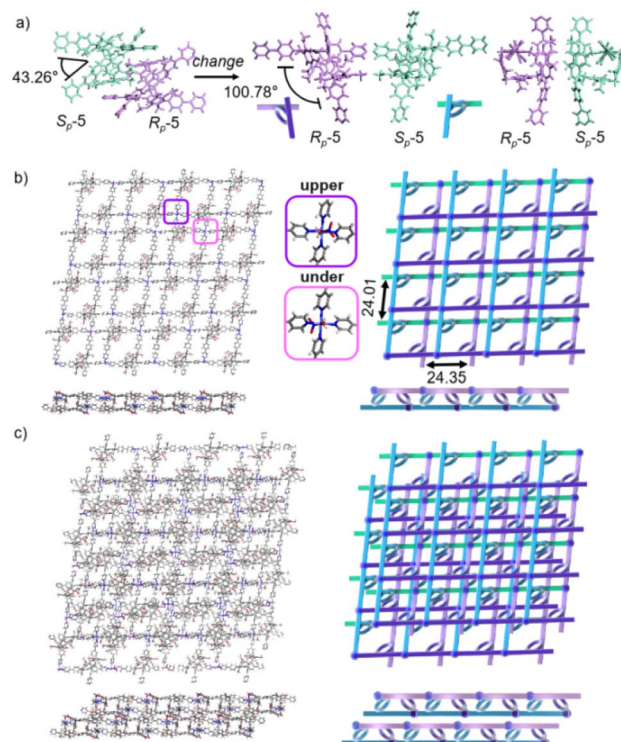 a)
43.26°
change
100.78°
Sₚ-5
Rₚ-5
Rₚ-5
Sₚ-5
Rₚ-5
Sₚ-5
b)
upper
under
24.01
24.35
c)